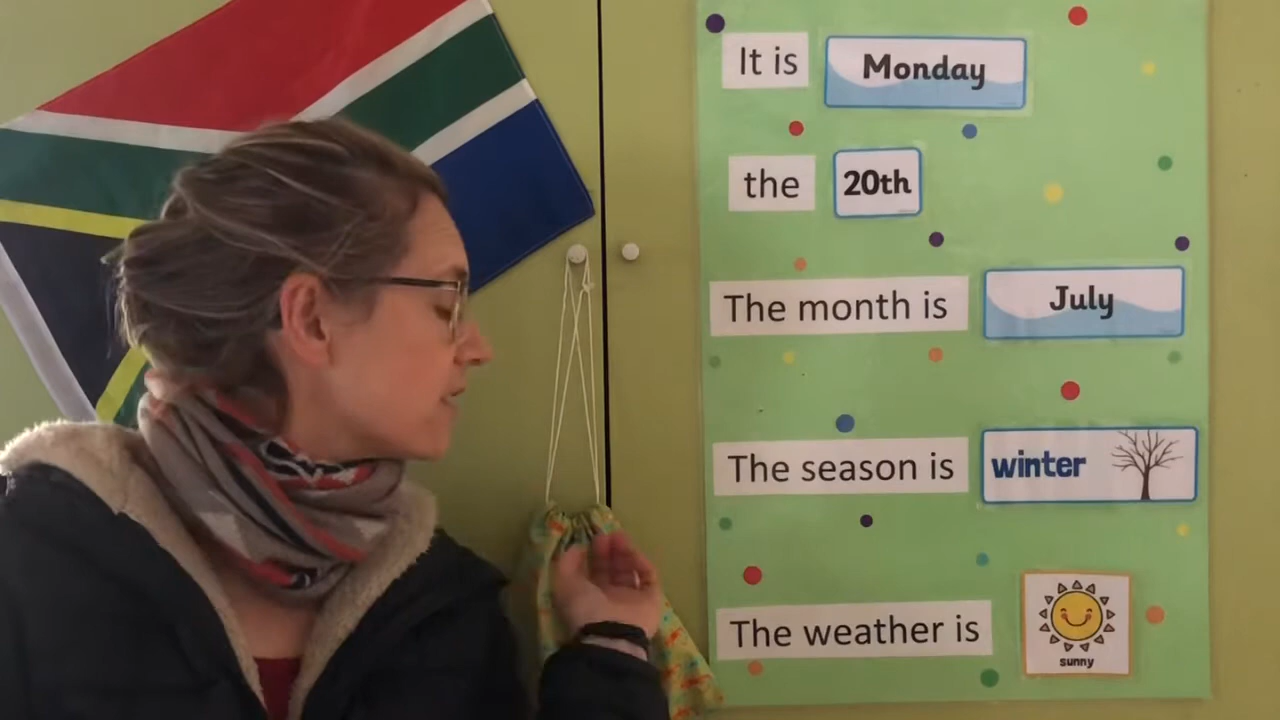 It is Monday
the 20th
The month is July
The season is winter
The weather is
sunny